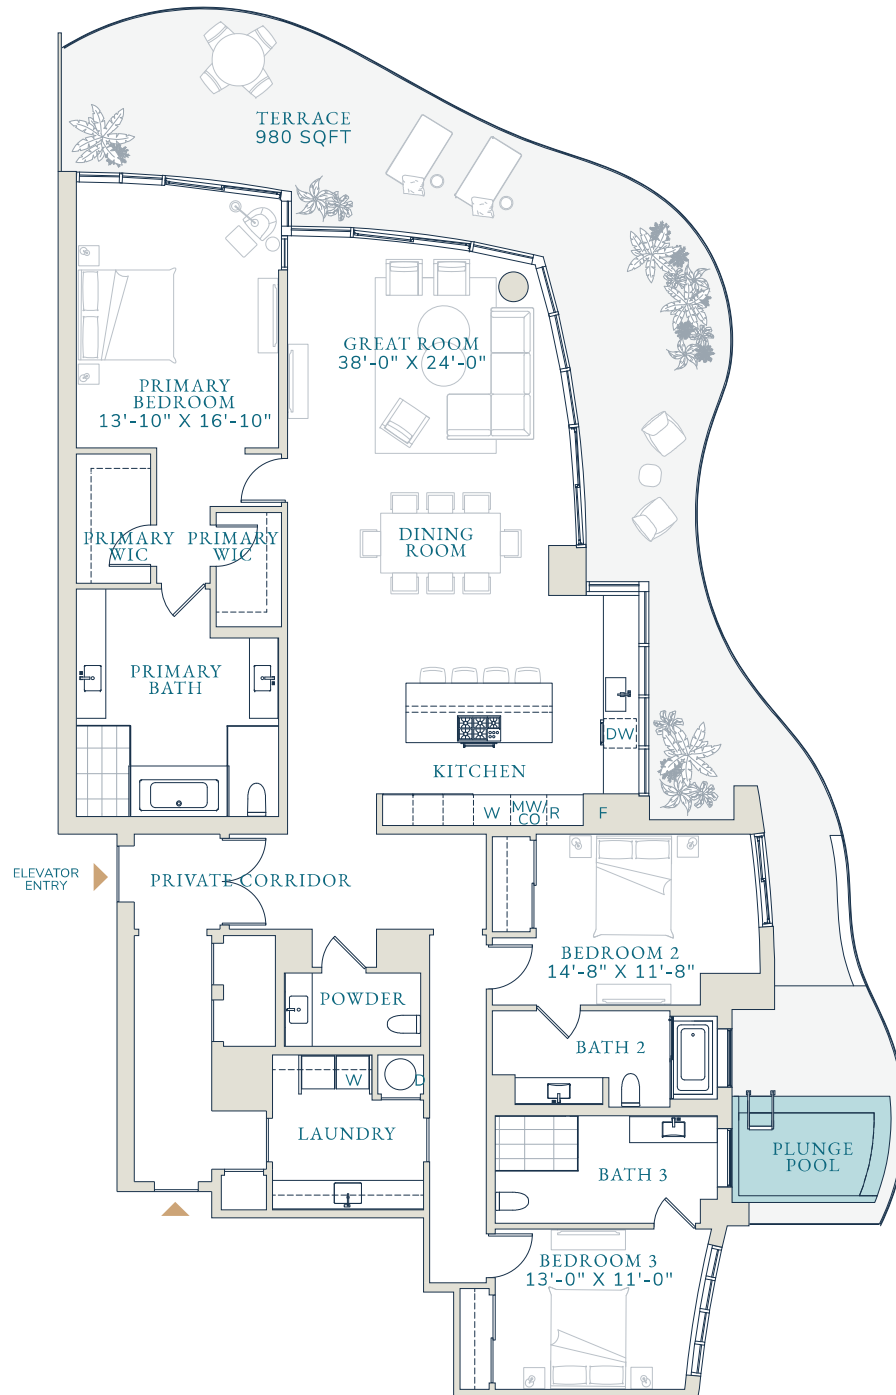 TERRACE
980 SQFT
GREAT ROOM
38'-0" X 24'-0"
PRIMARY
BEDROOM
13'-10" X 16'-10"
PRIMARY
WIC
PRIMARY
WIC
DINING
ROOM
PRIMARY
BATH
DW
KITCHEN
W
MW/
CO
R
F
ELEVATOR
ENTRY
PRIVATE CORRIDOR
BEDROOM 2
14'-8" X 11'-8"
POWDER
BATH 2
W
D
LAUNDRY
PLUNGE
POOL
BATH 3
BEDROOM 3
13'-0" X 11'-0"